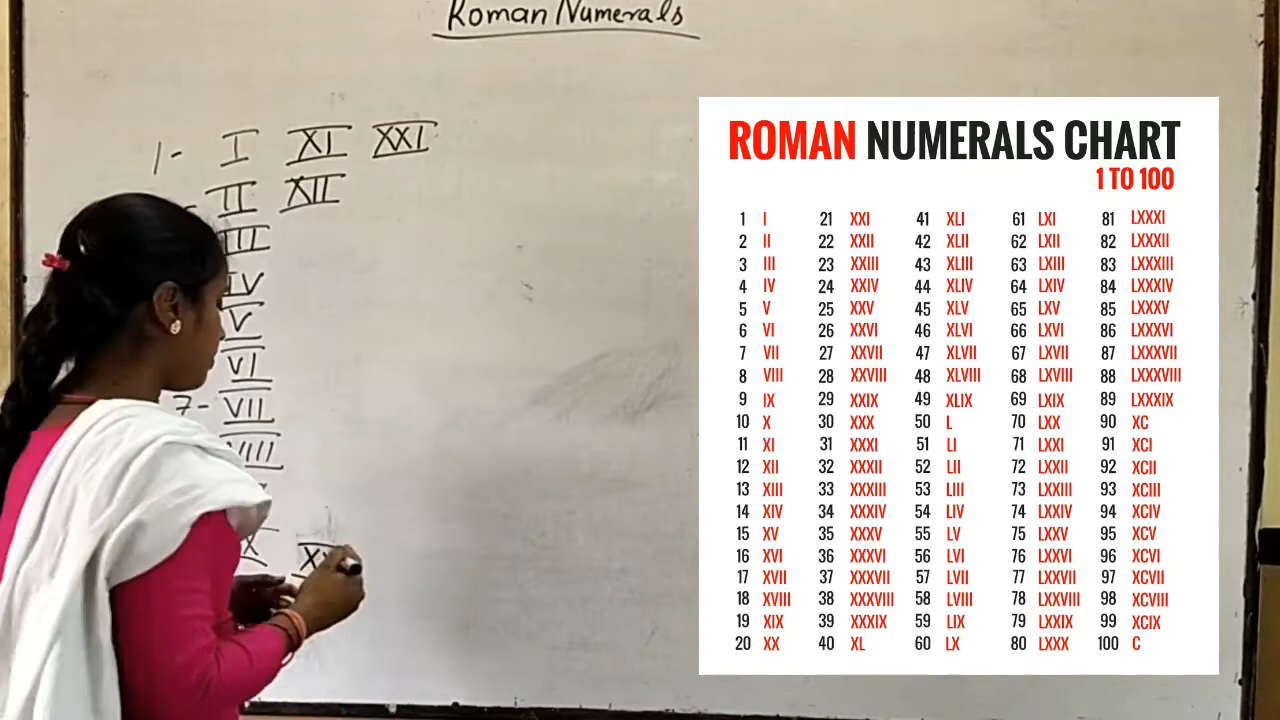 Roman Numerals
1- I XI XXI
II XII
III
IV
V
VI
7- VII
VIII
X
ROMAN NUMERALS CHART
1 TO 100
1 I 21 XXI 41 XLI 61 LXI 81 LXXXI
2 II 22 XXII 42 XLII 62 LXII 82 LXXXII
3 III 23 XXIII 43 XLIII 63 LXIII 83 LXXXIII
4 IV 24 XXIV 44 XLIV 64 LXIV 84 LXXXIV
5 V 25 XXV 45 XLV 65 LXV 85 LXXXV
6 VI 26 XXVI 46 XLVI 66 LXVI 86 LXXXVI
7 VII 27 XXVII 47 XLVII 67 LXVII 87 LXXXVII
8 VIII 28 XXVIII 48 XLVIII 68 LXVIII 88 LXXXVIII
9 IX 29 XXIX 49 XLIX 69 LXIX 89 LXXXIX
10 X 30 XXX 50 L 70 LXX 90 XC
11 XI 31 XXXI 51 LI 71 LXXI 91 XCI
12 XII 32 XXXII 52 LII 72 LXXII 92 XCII
13 XIII 33 XXXIII 53 LIII 73 LXXIII 93 XCIII
14 XIV 34 XXXIV 54 LIV 74 LXXIV 94 XCIV
15 XV 35 XXXV 55 LV 75 LXXV 95 XCV
16 XVI 36 XXXVI 56 LVI 76 LXXVI 96 XCVI
17 XVII 37 XXXVII 57 LVII 77 LXXVII 97 XCVII
18 XVIII 38 XXXVIII 58 LVIII 78 LXXVIII 98 XCVIII
19 XIX 39 XXXIX 59 LIX 79 LXXIX 99 XCIX
20 XX 40 XL 60 LX 80 LXXX 100 C